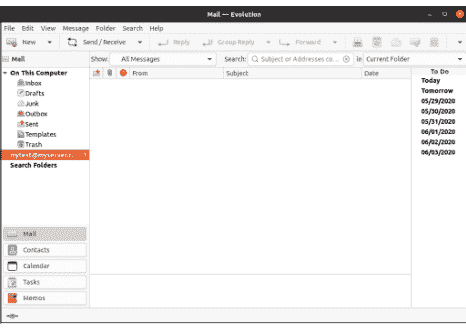 Mail — Evolution
File Edit View Message Folder Search Help
New Send / Receive Reply Group Reply Forward
Mail Show: All Messages Search: Subject or Addresses co... in Current Folder
On This Computer From Subject Date To Do
Inbox Today
Drafts Tomorrow
Junk 05/29/2020
Outbox 05/30/2020
Sent 05/31/2020
Templates 06/01/2020
Trash 06/02/2020
06/03/2020
Search Folders
Mail
Contacts
Calendar
Tasks
Memos